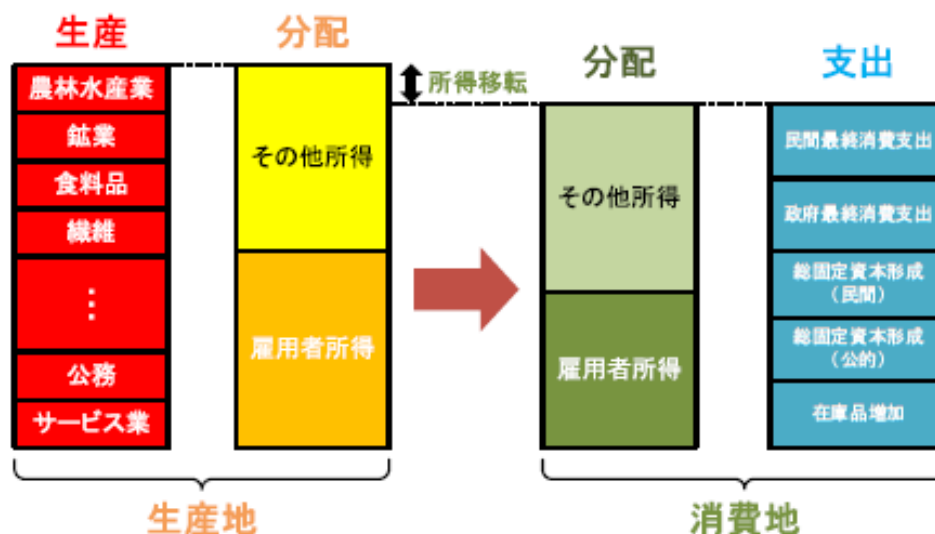 生産
農林水産業
鉱業
食料品
繊維
⋮
公務
サービス業
分配
その他所得
雇用者所得
生産地
所得移転
分配
その他所得
雇用者所得
支出
民間最終消費支出
政府最終消費支出
総固定資本形成
(民間)
総固定資本形成
(公的)
在庫品増加
消費地